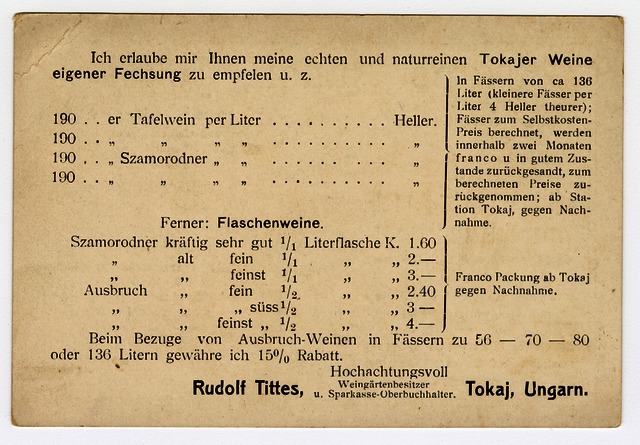 Ich erlaube mir Ihnen meine echten und naturreinen Tokajer Weine
eigener Fechsung zu empfelen u. z.
190 . . er Tafelwein per Liter . . . . . . . . . . Heller.
190 . . „ „ „ „ . . . . . . . . . . „
190 . . „ Szamorodner „ „ . . . . . . . . . . „
190 . . „ „ „ „ . . . . . . . . . . „
In Fässern von ca 136
Liter (kleinere Fässer per
Liter 4 Heller theurer);
Fässer zum Selbstkosten-
Preis berechnet, werden
innerhalb zwei Monaten
franco u in gutem Zus-
tande zurückgesandt, zum
berechneten Preise zu-
rückgenommen; ab Sta-
tion Tokaj, gegen Nach-
nahme.
Ferner: Flaschenweine.
Szamorodner kräftig sehr gut 1/1 Literflasche K. 1.60
„ alt fein 1/1 „ „ 2.—
„ „ feinst 1/1 „ „ 3.—
Ausbruch „ fein 1/2 „ „ 2.40
„ „ „ süss 1/2 „ „ 3 —
„ „ feinst „ 1/2 „ „ 4.—
Franco Packung ab Tokaj
gegen Nachnahme.
Beim Bezuge von Ausbruch-Weinen in Fässern zu 56 — 70 — 80
oder 136 Litern gewähre ich 15% Rabatt.
Hochachtungsvoll
Rudolf Tittes, Weingärtenbesitzer
u. Sparkasse-Oberbuchhalter. Tokaj, Ungarn.